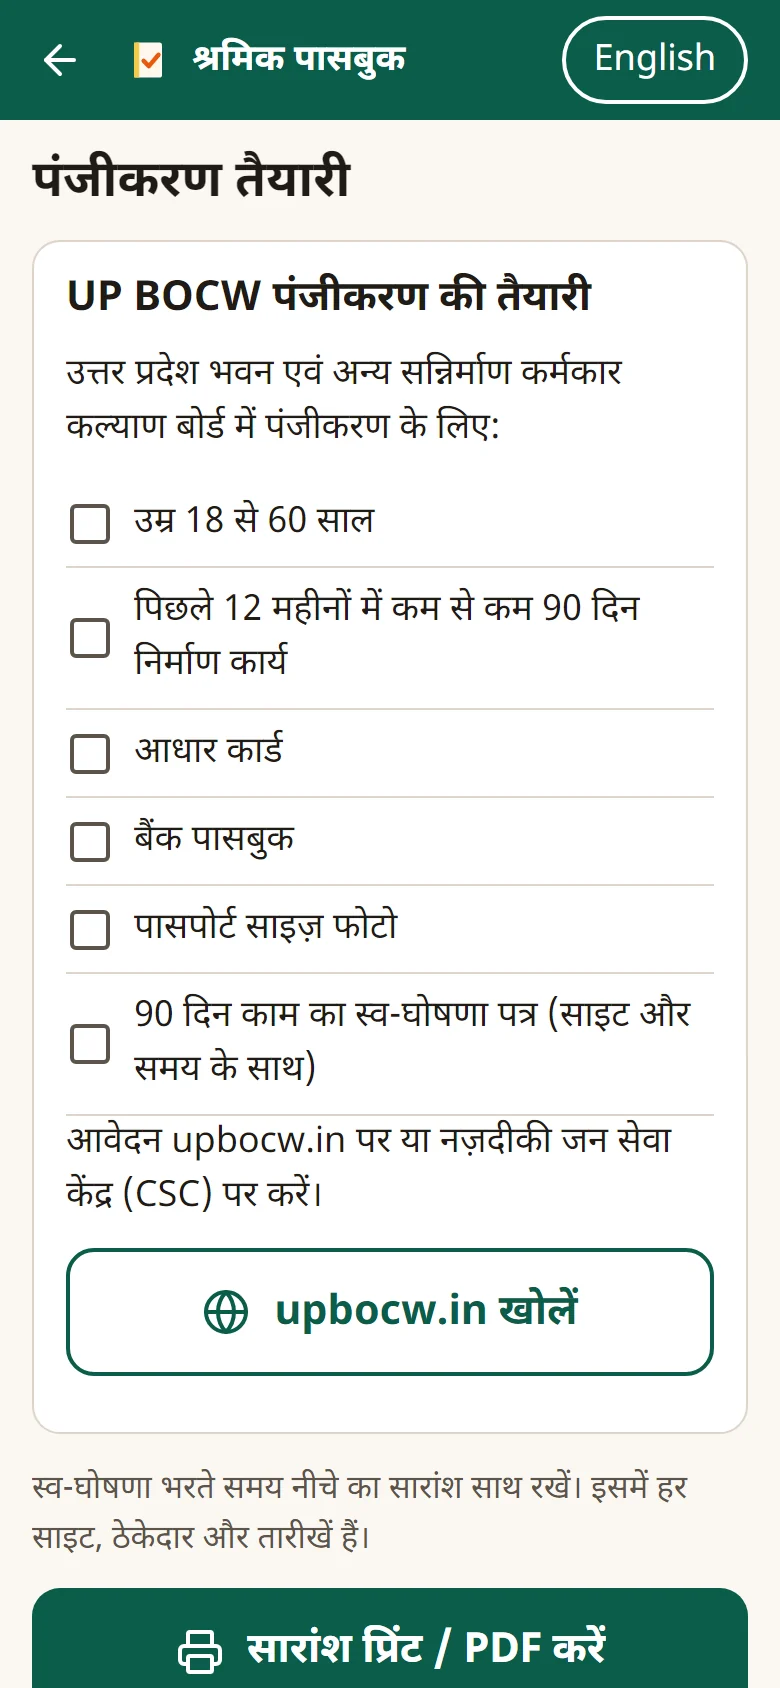 श्रमिक पासबुक
English
पंजीकरण तैयारी
UP BOCW पंजीकरण की तैयारी
उत्तर प्रदेश भवन एवं अन्य सन्निर्माण कर्मकार
कल्याण बोर्ड में पंजीकरण के लिए:
उम्र 18 से 60 साल
पिछले 12 महीनों में कम से कम 90 दिन
निर्माण कार्य
आधार कार्ड
बैंक पासबुक
पासपोर्ट साइज़ फोटो
90 दिन काम का स्व-घोषणा पत्र (साइट और
समय के साथ)
आवेदन upbocw.in पर या नज़दीकी जन सेवा
केंद्र (CSC) पर करें।
upbocw.in खोलें
स्व-घोषणा भरते समय नीचे का सारांश साथ रखें। इसमें हर
साइट, ठेकेदार और तारीखें हैं।
सारांश प्रिंट / PDF करें